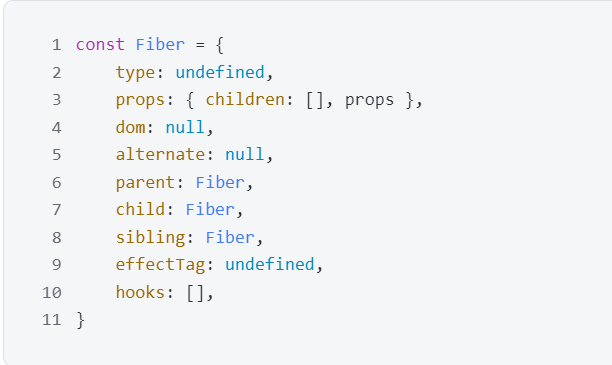 1 const Fiber = {
2     type: undefined,
3     props: { children: [], props },
4     dom: null,
5     alternate: null,
6     parent: Fiber,
7     child: Fiber,
8     sibling: Fiber,
9     effectTag: undefined,
10     hooks: [],
11 }